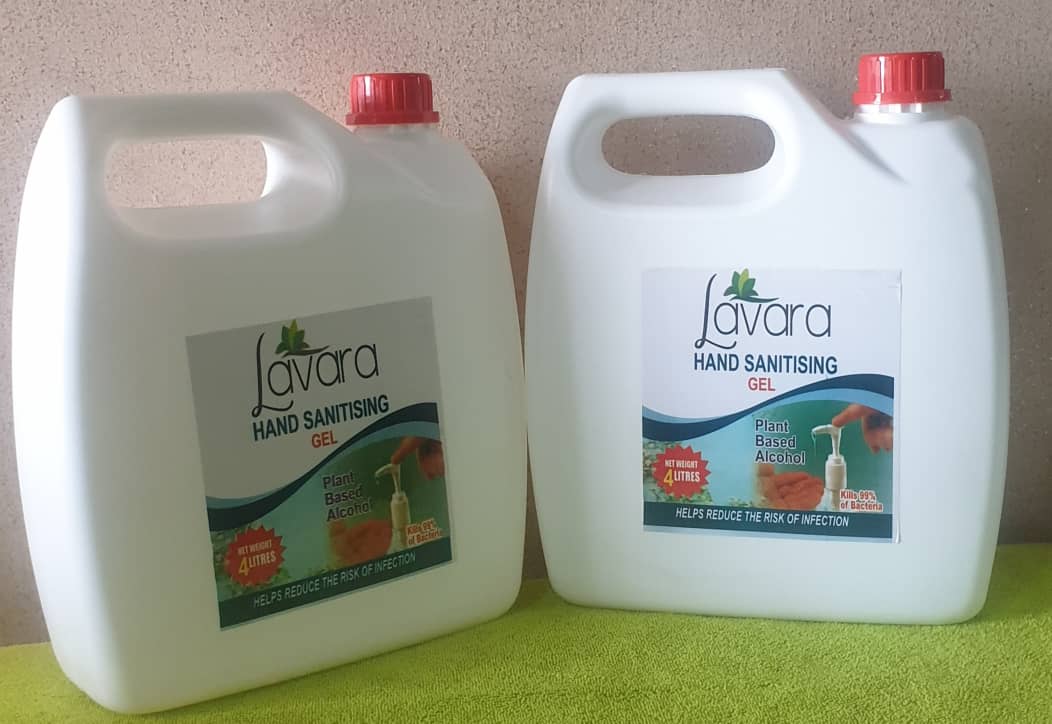 Lavara
HAND SANITISING
GEL
Plant
Based
Alcohol
NET WEIGHT
4 LITRES
Kills 99%
of Bacteria
HELPS REDUCE THE RISK OF INFECTION
Lavara
HAND SANITISING
GEL
Plant
Based
Alcohol
NET WEIGHT
4 LITRES
Kills 99%
of Bacteria
HELPS REDUCE THE RISK OF INFECTION